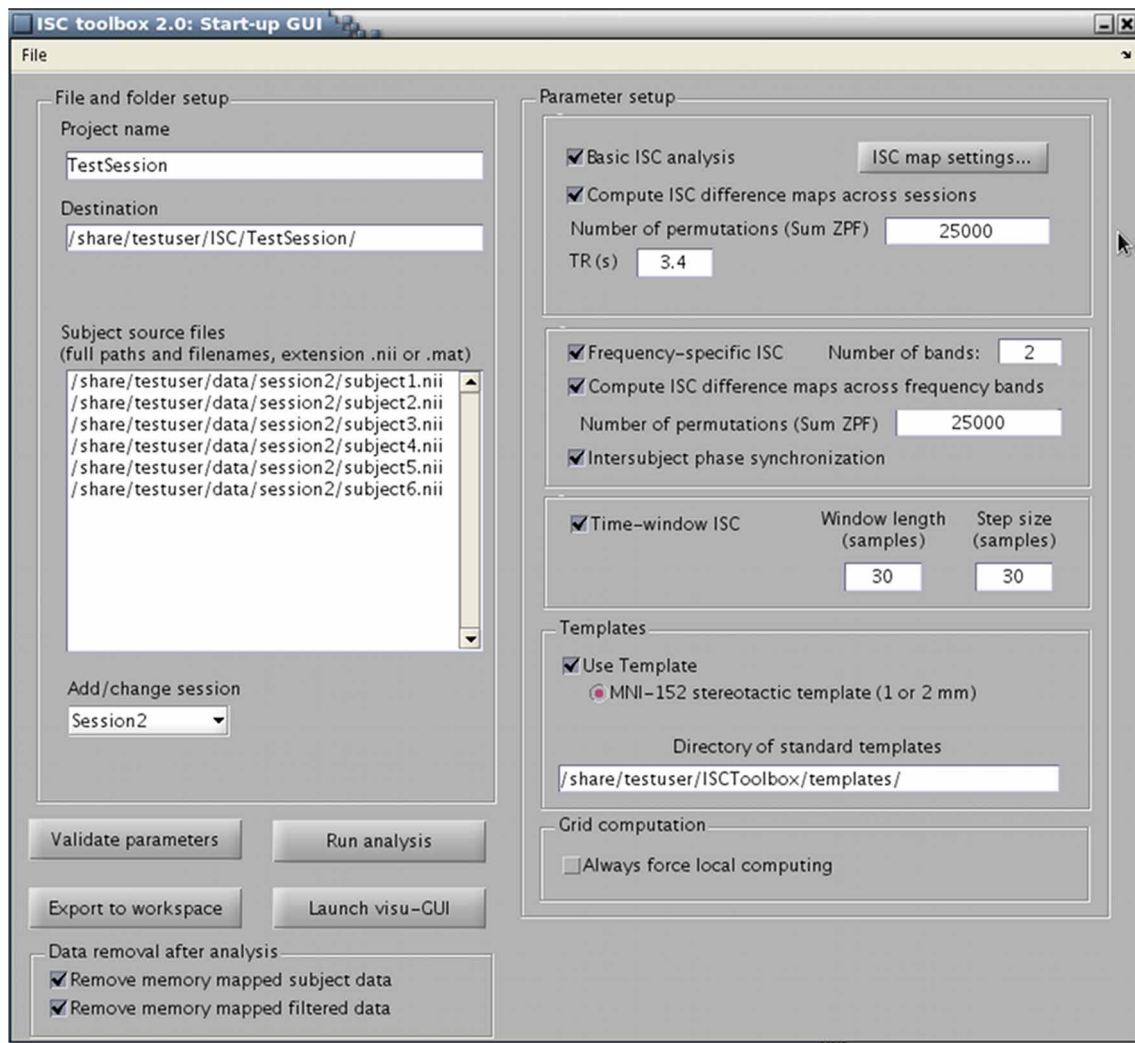 ISC toolbox 2.0: Start-up GUI
File
File and folder setup
Project name
TestSession
Destination
/share/testuser/ISC/TestSession/
Subject source files
(full paths and filenames, extension .nii or .mat)
/share/testuser/data/session2/subject1.nii
/share/testuser/data/session2/subject2.nii
/share/testuser/data/session2/subject3.nii
/share/testuser/data/session2/subject4.nii
/share/testuser/data/session2/subject5.nii
/share/testuser/data/session2/subject6.nii
Add/change session
Session2
Validate parameters
Run analysis
Export to workspace
Launch visu-GUI
Data removal after analysis
Remove memory mapped subject data
Remove memory mapped filtered data
Parameter setup
Basic ISC analysis
ISC map settings...
Compute ISC difference maps across sessions
Number of permutations (Sum ZPF) 25000
TR (s) 3.4
Frequency-specific ISC Number of bands: 2
Compute ISC difference maps across frequency bands
Number of permutations (Sum ZPF) 25000
Intersubject phase synchronization
Time-window ISC
Window length
(samples)
30
Step size
(samples)
30
Templates
Use Template
MNI-152 stereotactic template (1 or 2 mm)
Directory of standard templates
/share/testuser/ISCToolbox/templates/
Grid computation
Always force local computing